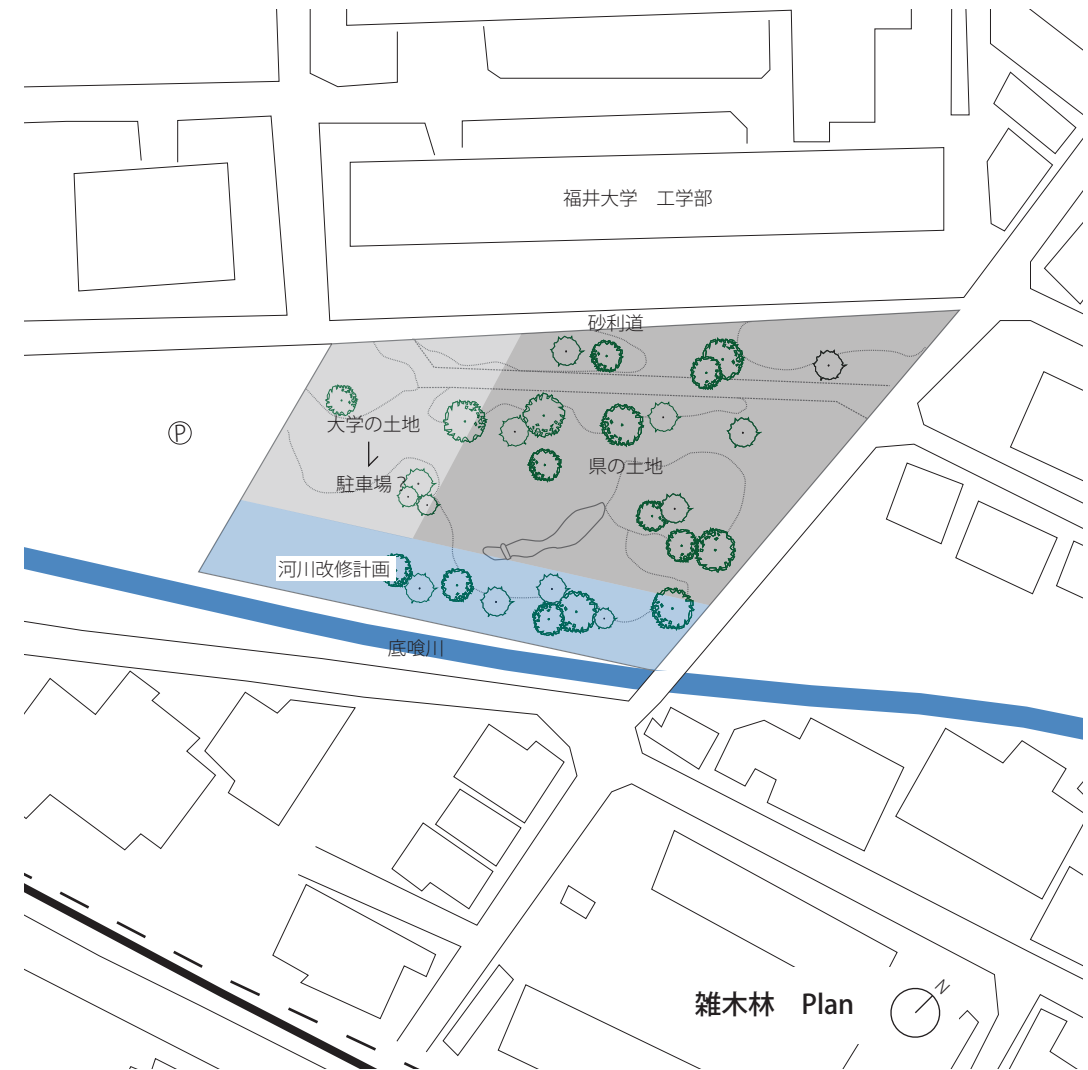 福井大学　工学部
砂利道
大学の土地
駐車場？
県の土地
Ⓟ
河川改修計画
底喰川
雑木林　Plan
N